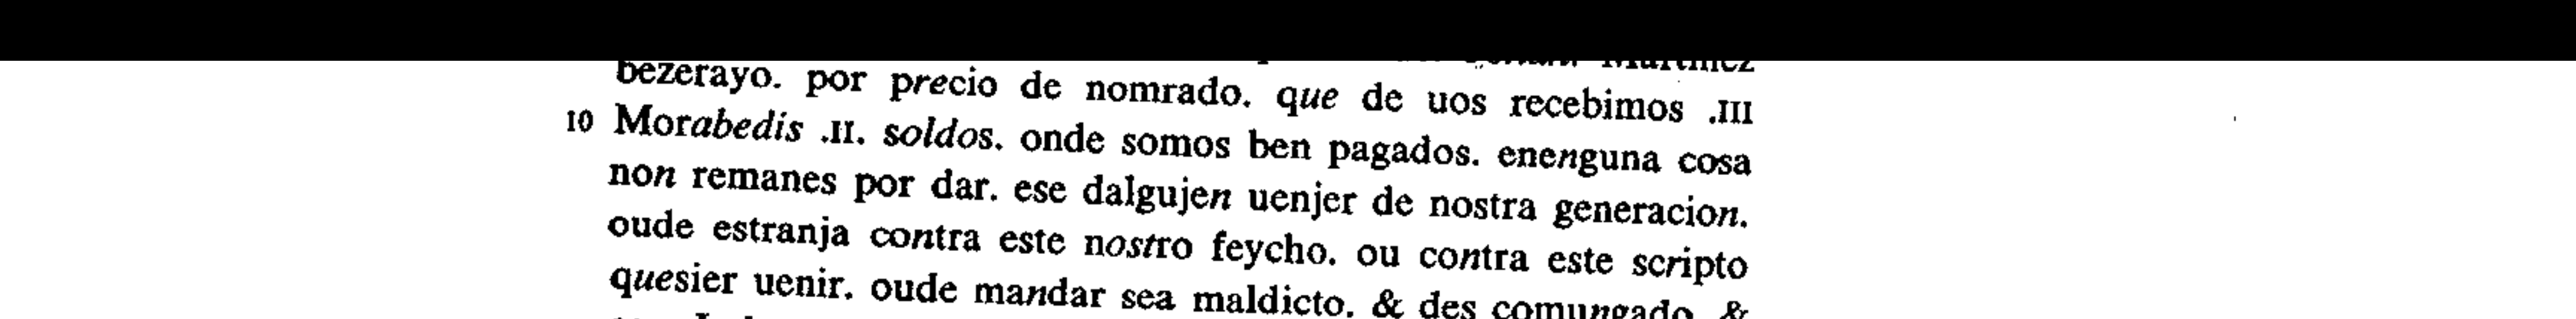 Martinez
bezerayo. por precio de nomrado. que de uos recebimos .III
10 Morabedis .II. soldos. onde somos ben pagados. enenguna cosa
non remanes por dar. ese dalgujen uenjer de nostra generacion.
oude estranja contra este nostro feycho. ou contra este scripto
quesier uenir. oude mandar sea maldicto. & des comungado. &